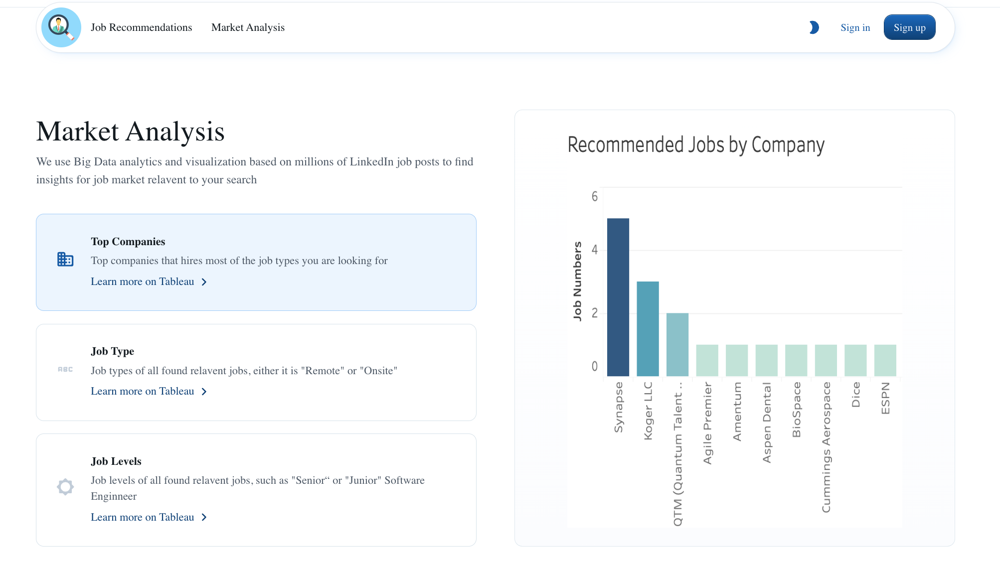 Job Recommendations
Market Analysis
Sign in
Sign up
Market Analysis
We use Big Data analytics and visualization based on millions of LinkedIn job posts to find
insights for job market relavent to your search
Top Companies
Top companies that hires most of the job types you are looking for
Learn more on Tableau
ABC
Job Type
Job types of all found relavent jobs, either it is "Remote" or "Onsite"
Learn more on Tableau
Job Levels
Job levels of all found relavent jobs, such as "Senior“ or "Junior" Software
Enginneer
Learn more on Tableau
Recommended Jobs by Company
Job Numbers
6
4
2
0
Synapse
Koger LLC
QTM (Quantum Talent ..
Agile Premier
Amentum
Aspen Dental
BioSpace
Cummings Aerospace
Dice
ESPN